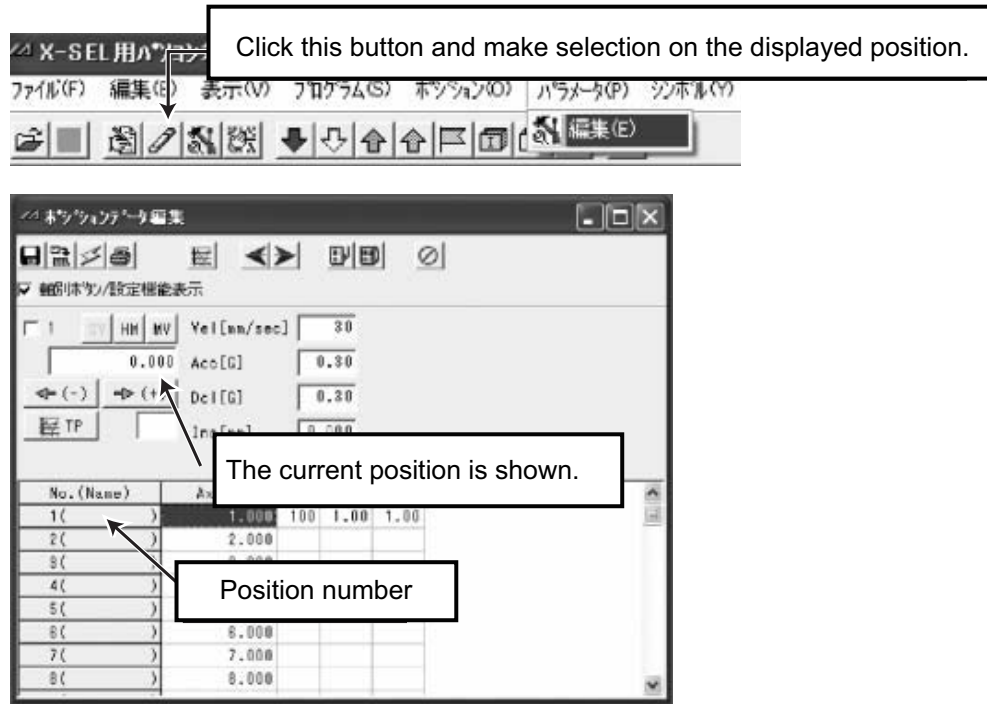 Click this button and make selection on the displayed position.
X-SEL用ﾊﾟｿｺﾝ
ﾌｧｲﾙ(F) 編集(E) 表示(V) ﾌﾟﾛｸﾞﾗﾑ(S) ﾎﾟｼﾞｼｮﾝ(O) ﾊﾟﾗﾒｰﾀ(P) ｼﾝﾎﾞﾙ(Y)
編集(E)
ﾎﾟｼﾞｼｮﾝﾃﾞｰﾀ編集
軸別ﾎﾞﾀﾝ/設定機能表示
1 SV HM MV Vel[mm/sec] 30
0.000 Acc[G] 0.30
(-) (+) Dcl[G] 0.30
TP
The current position is shown.
No.(Name) Ax
1( ) 1.000 100 1.00 1.00
2( ) 2.000
3( )
4( )
Position number
5( )
6( ) 6.000
7( ) 7.000
8( ) 8.000